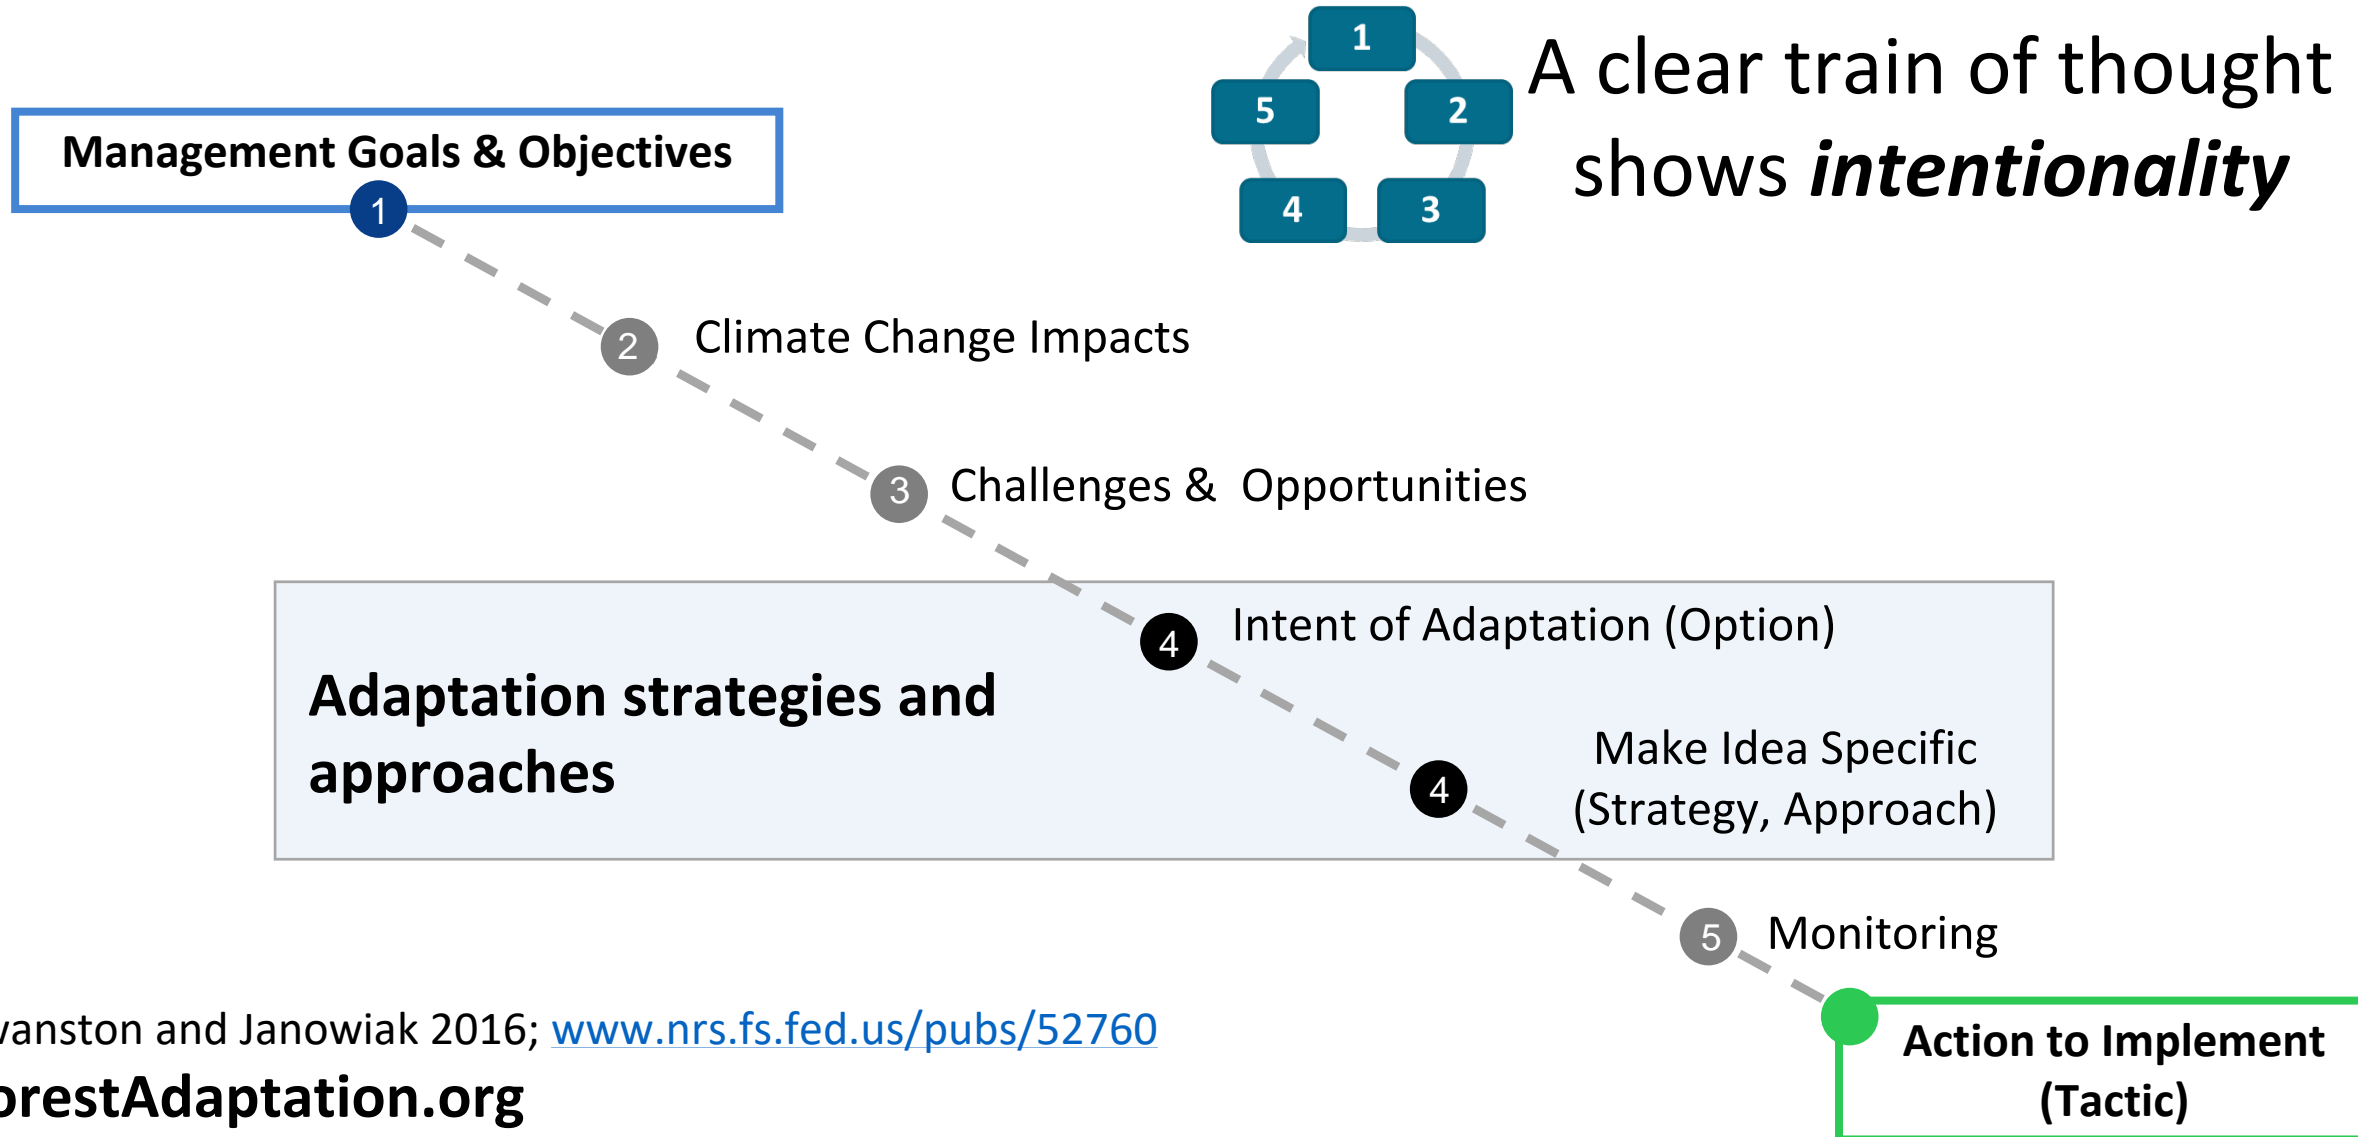 1
2
3
4
5
A clear train of thought
shows intentionality
Management Goals & Objectives
1
2 Climate Change Impacts
3 Challenges & Opportunities
4 Intent of Adaptation (Option)
Adaptation strategies and
approaches
4 Make Idea Specific
(Strategy, Approach)
5 Monitoring
Action to Implement
(Tactic)
vanston and Janowiak 2016; www.nrs.fs.fed.us/pubs/52760
orestAdaptation.org